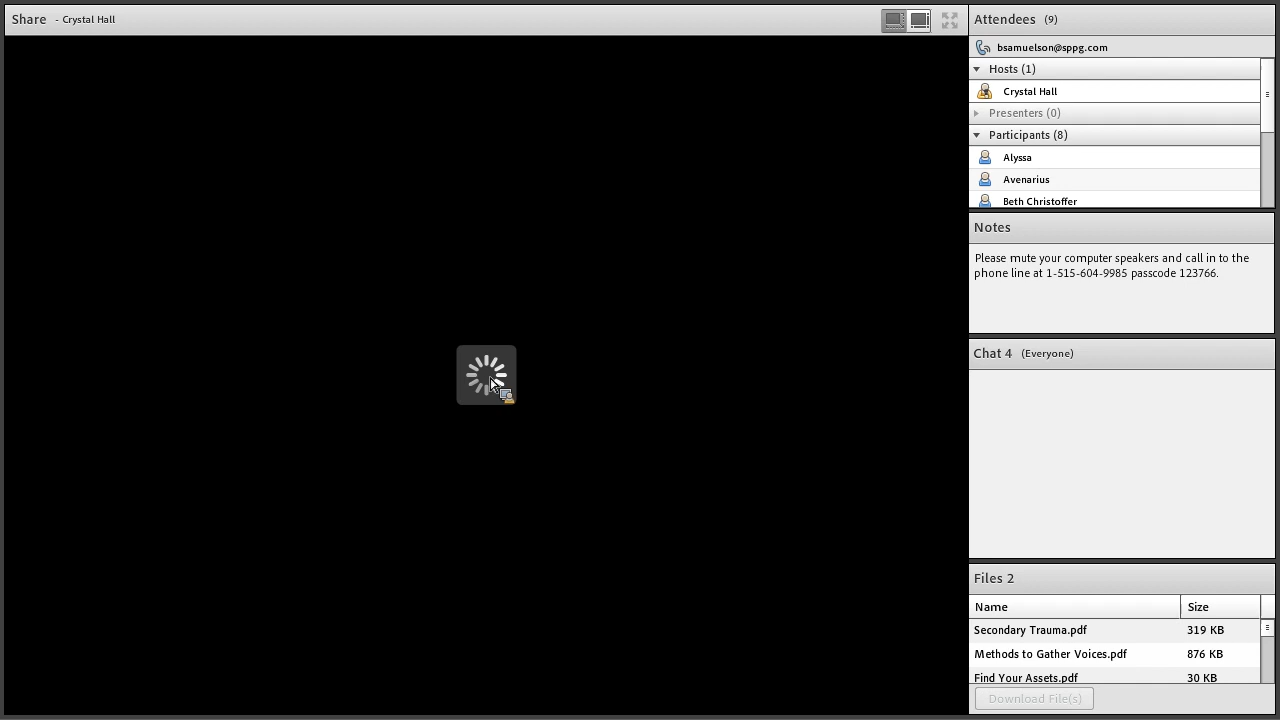 Share - Crystal Hall
Attendees (9)
bsamuelson@sppg.com
Hosts (1)
Crystal Hall
Presenters (0)
Participants (8)
Alyssa
Avenarius
Beth Christoffer
Notes
Please mute your computer speakers and call in to the
phone line at 1-515-604-9985 passcode 123766.
Chat 4 (Everyone)
Files 2
Name Size
Secondary Trauma.pdf 319 KB
Methods to Gather Voices.pdf 876 KB
Find Your Assets.pdf 30 KB
Download File(s)